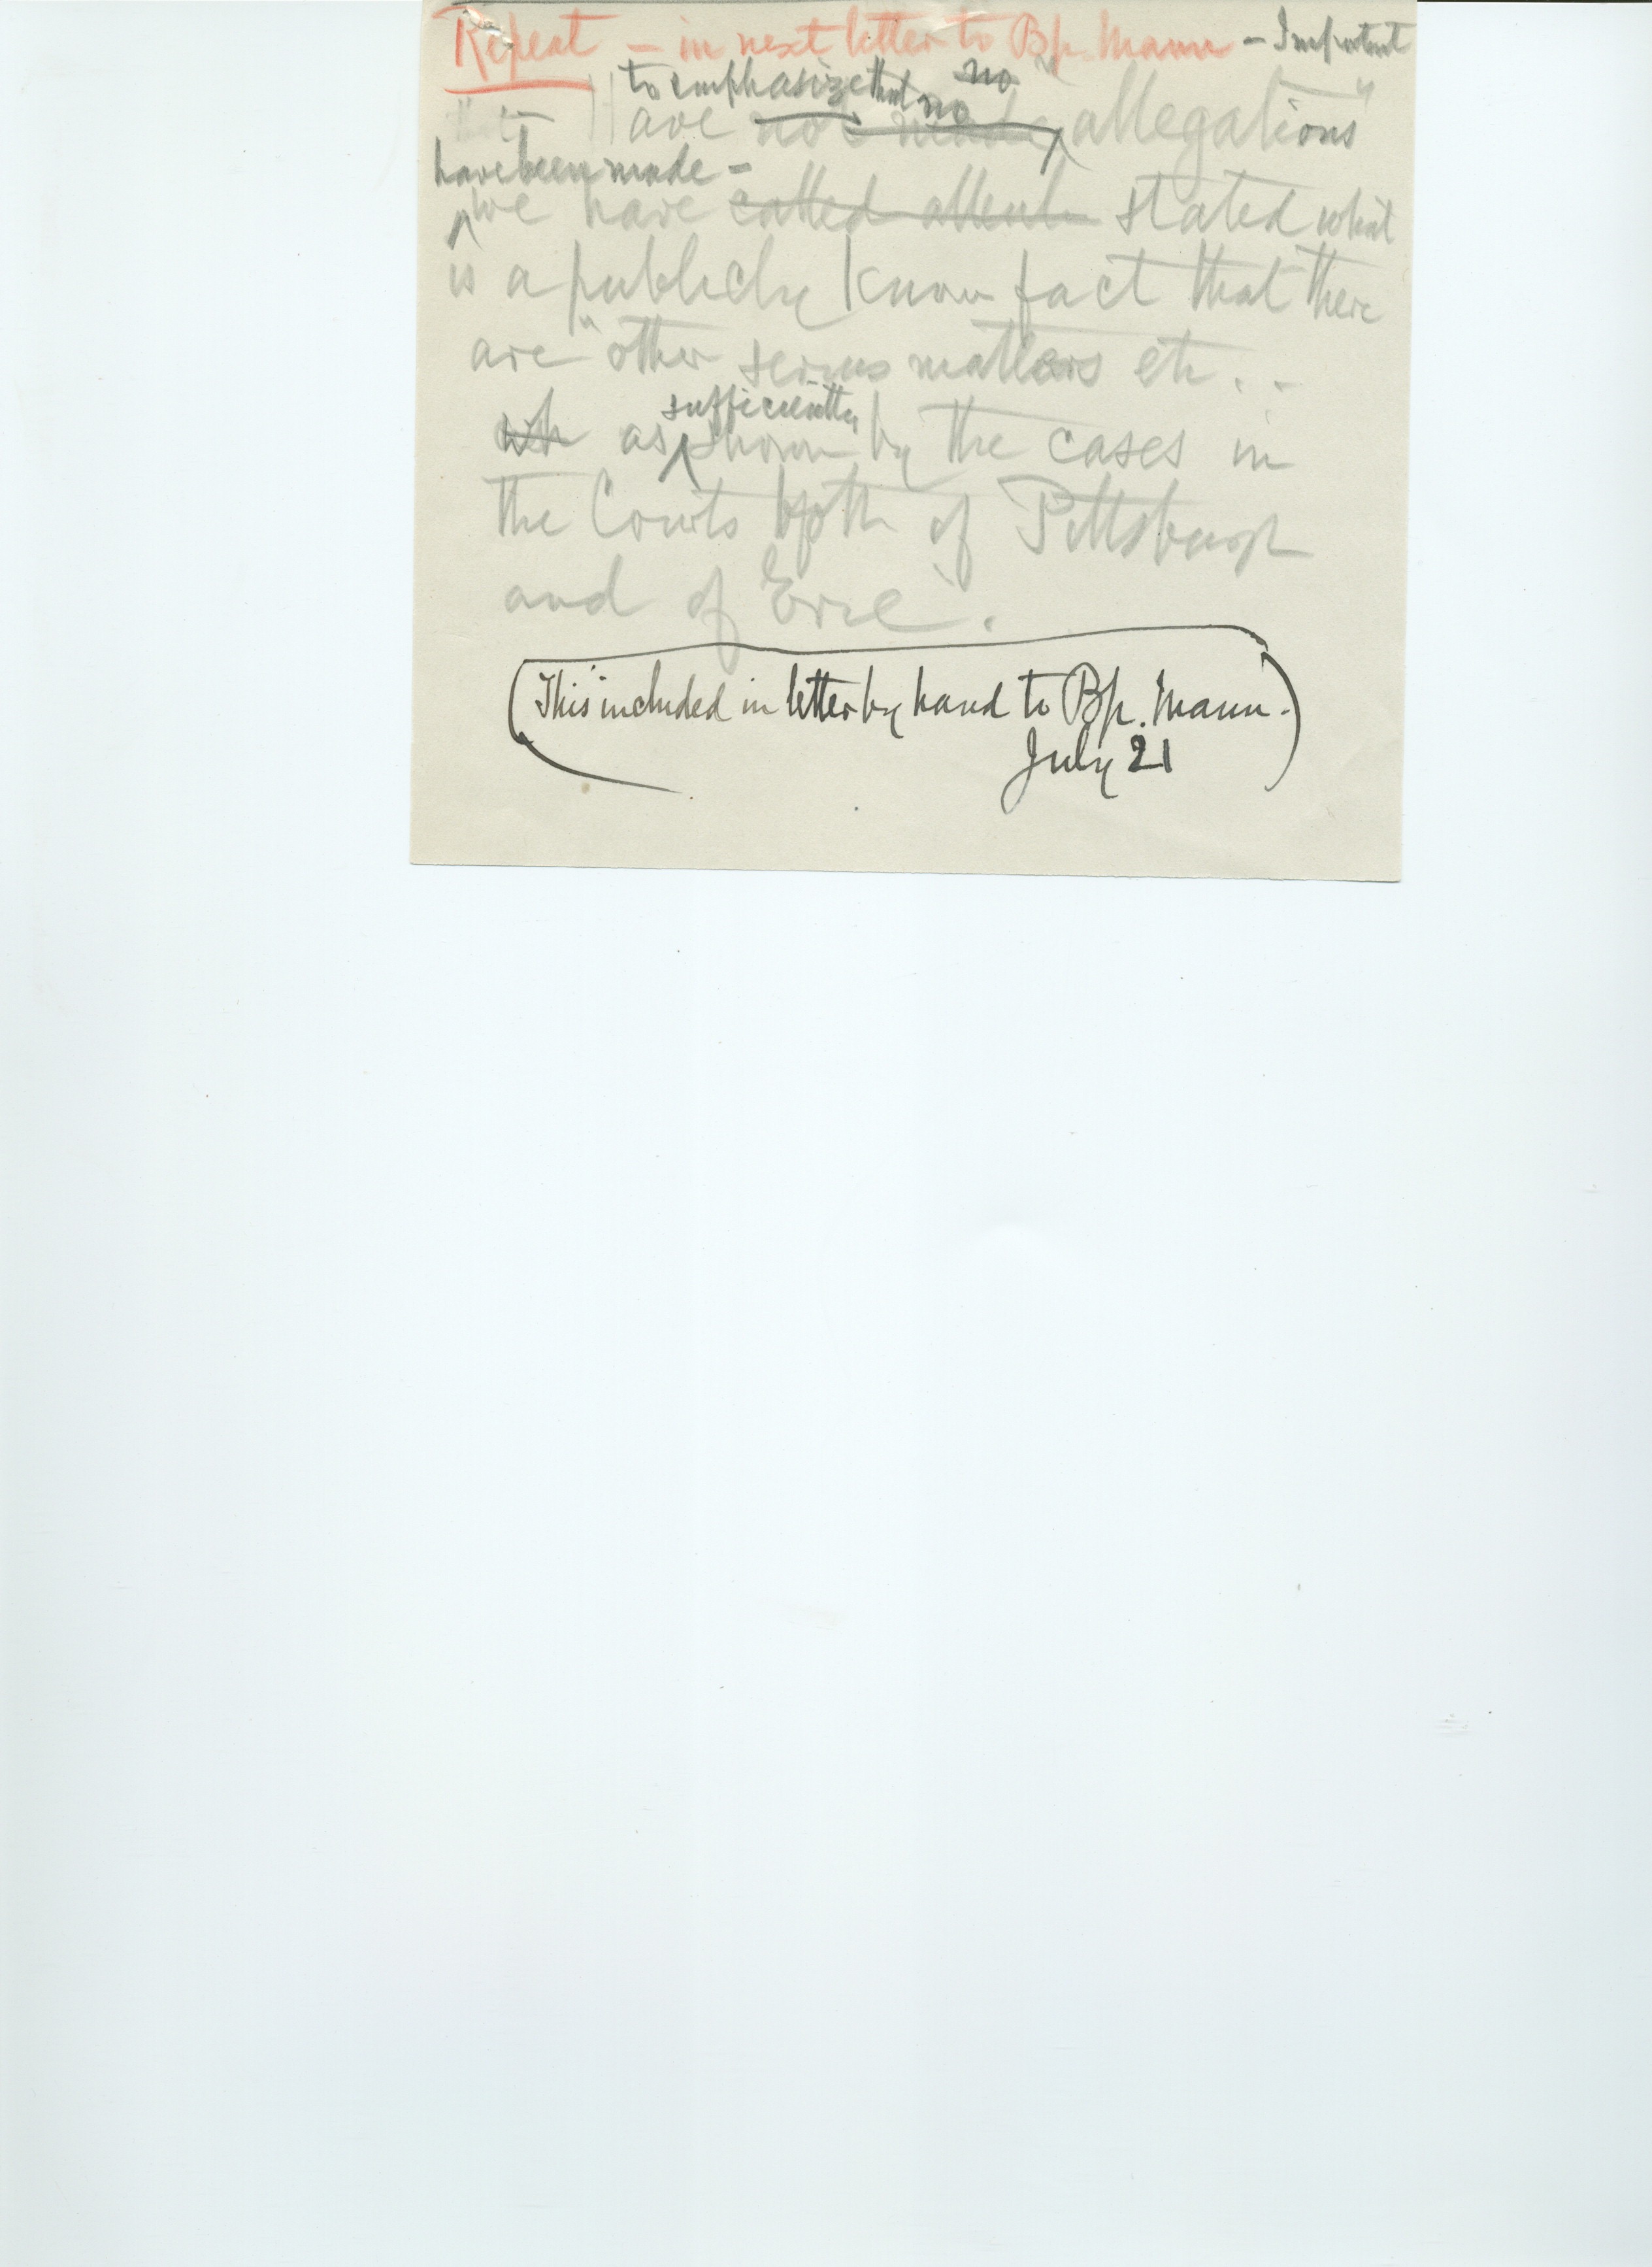 Repeat - in next letter to Bp. Mann - Important
to emphasize that no no
"
have not made allegations"
have been made -
we have called attent stated what
is a publicly known fact that there
are "other serious matters etc. . .
sufficiently
as shown by the cases in
the Courts both of Pittsburgh
and of Erie".
(This included in letter by hand to Bp. Mann.
July 21)